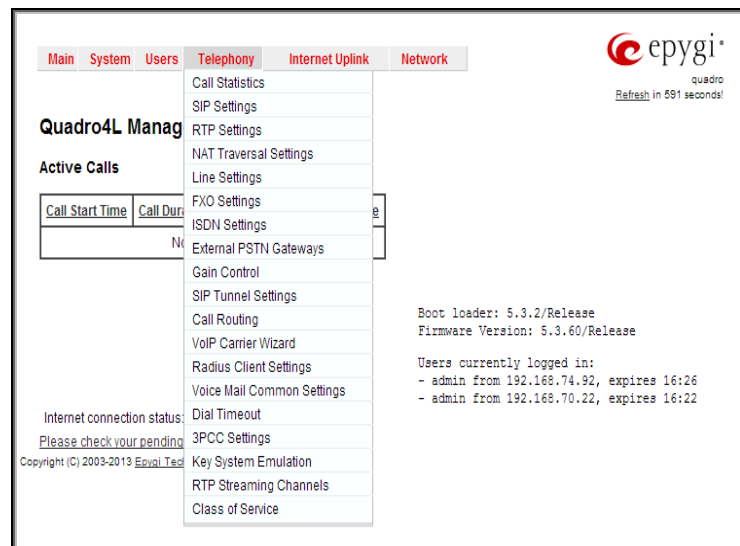 Main System Users Telephony Internet Uplink Network
epygi
quadro
Refresh in 591 seconds!
Call Statistics
SIP Settings
RTP Settings
NAT Traversal Settings
Line Settings
FXO Settings
ISDN Settings
External PSTN Gateways
Gain Control
SIP Tunnel Settings
Call Routing
VoIP Carrier Wizard
Radius Client Settings
Voice Mail Common Settings
Dial Timeout
3PCC Settings
Key System Emulation
RTP Streaming Channels
Class of Service
Quadro4L Manag
Active Calls
Call Start Time Call Dura e
No
Boot loader: 5.3.2/Release
Firmware Version: 5.3.60/Release
Users currently logged in:
- admin from 192.168.74.92, expires 16:26
- admin from 192.168.70.22, expires 16:22
Internet connection status:
Please check your pending
Copyright (C) 2003-2013 Epygi Tec